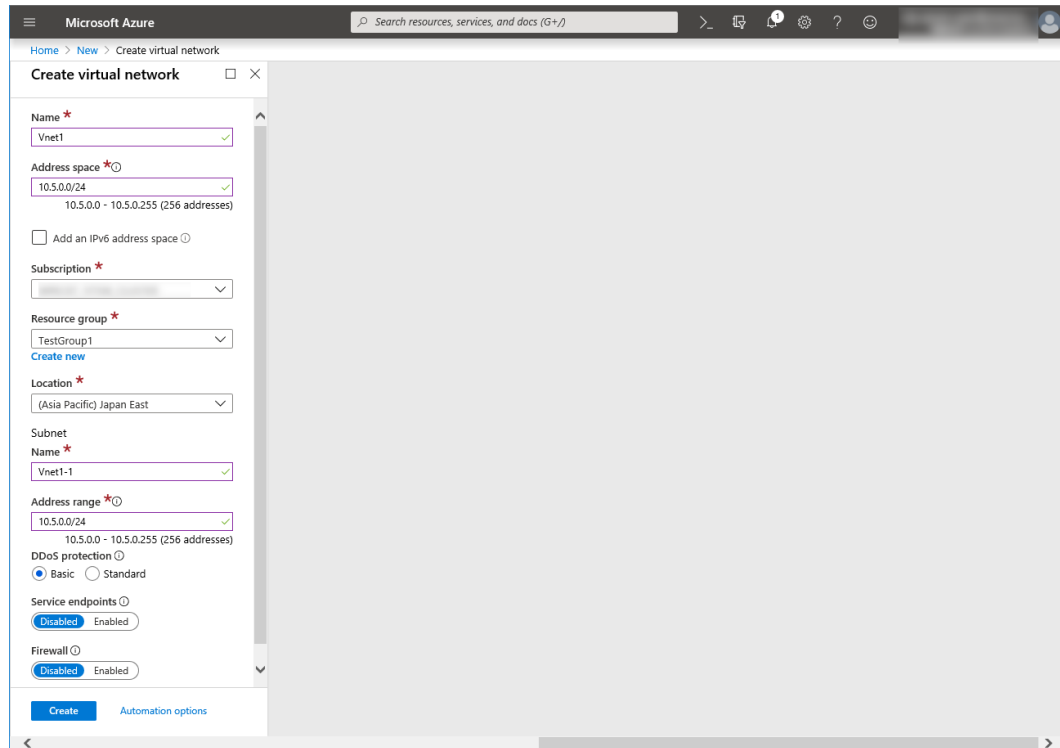 Microsoft Azure
Search resources, services, and docs (G+/)
1
Home > New > Create virtual network
Create virtual network
Name *
Vnet1
Address space *
10.5.0.0/24
10.5.0.0 - 10.5.0.255 (256 addresses)
Add an IPv6 address space
Subscription *
Resource group *
TestGroup1
Create new
Location *
(Asia Pacific) Japan East
Subnet
Name *
Vnet1-1
Address range *
10.5.0.0/24
10.5.0.0 - 10.5.0.255 (256 addresses)
DDoS protection
Basic Standard
Service endpoints
Disabled Enabled
Firewall
Disabled Enabled
Create Automation options